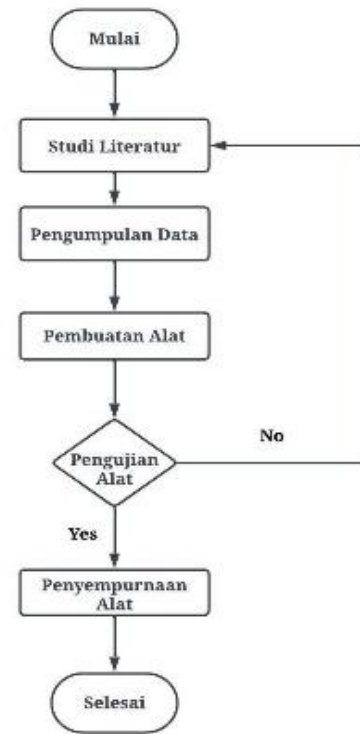 Mulai
Studi Literatur
Pengumpulan Data
Pembuatan Alat
Pengujian
Alat
No
Yes
Penyempurnaan
Alat
Selesai